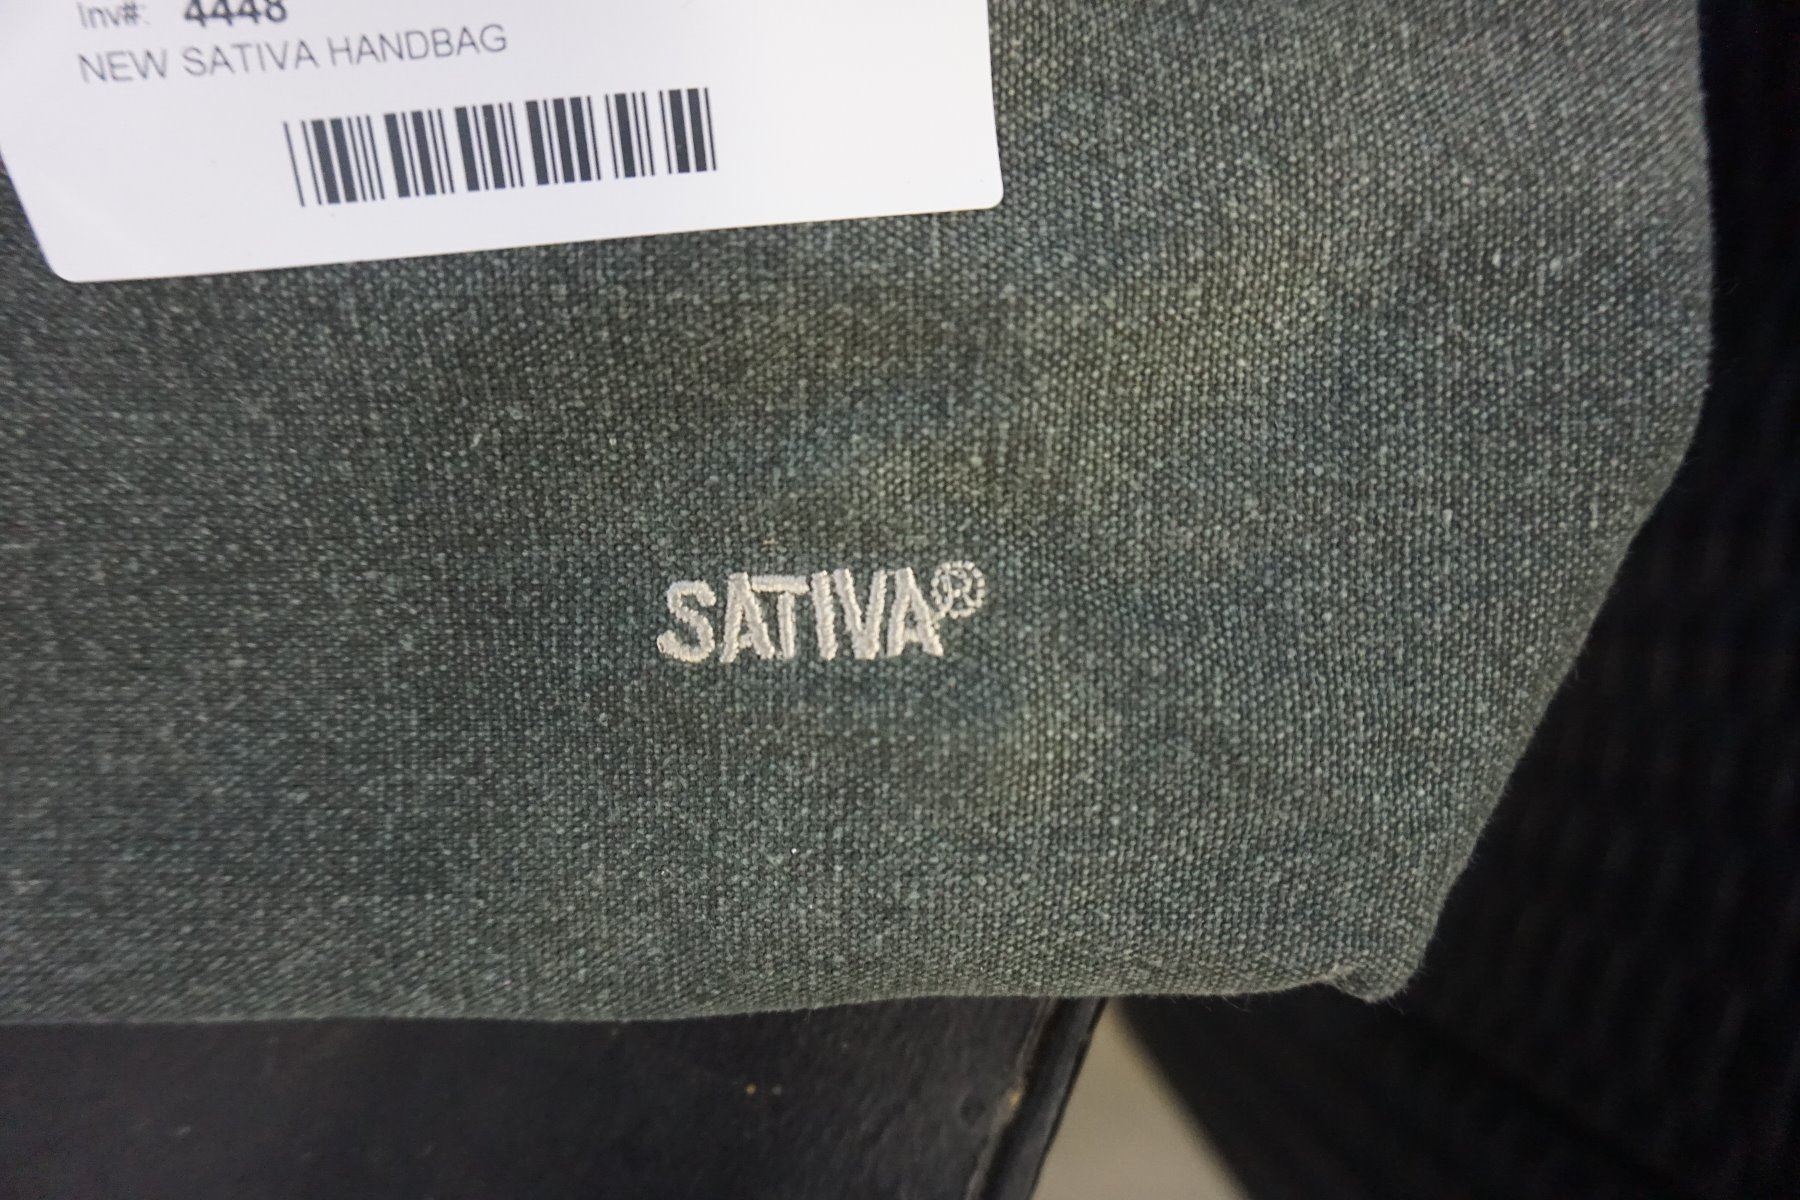 Inv#: 4448
NEW SATIVA HANDBAG
SATIVA®